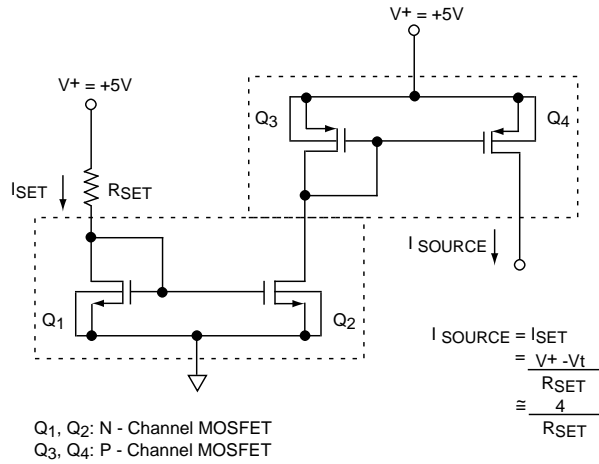 V+ = +5V
V+ = +5V
Q3
Q4
ISET
RSET
I SOURCE
Q1
Q2
I SOURCE = ISET
= V+ -Vt
RSET
≅ 4
RSET
Q1, Q2: N - Channel MOSFET
Q3, Q4: P - Channel MOSFET